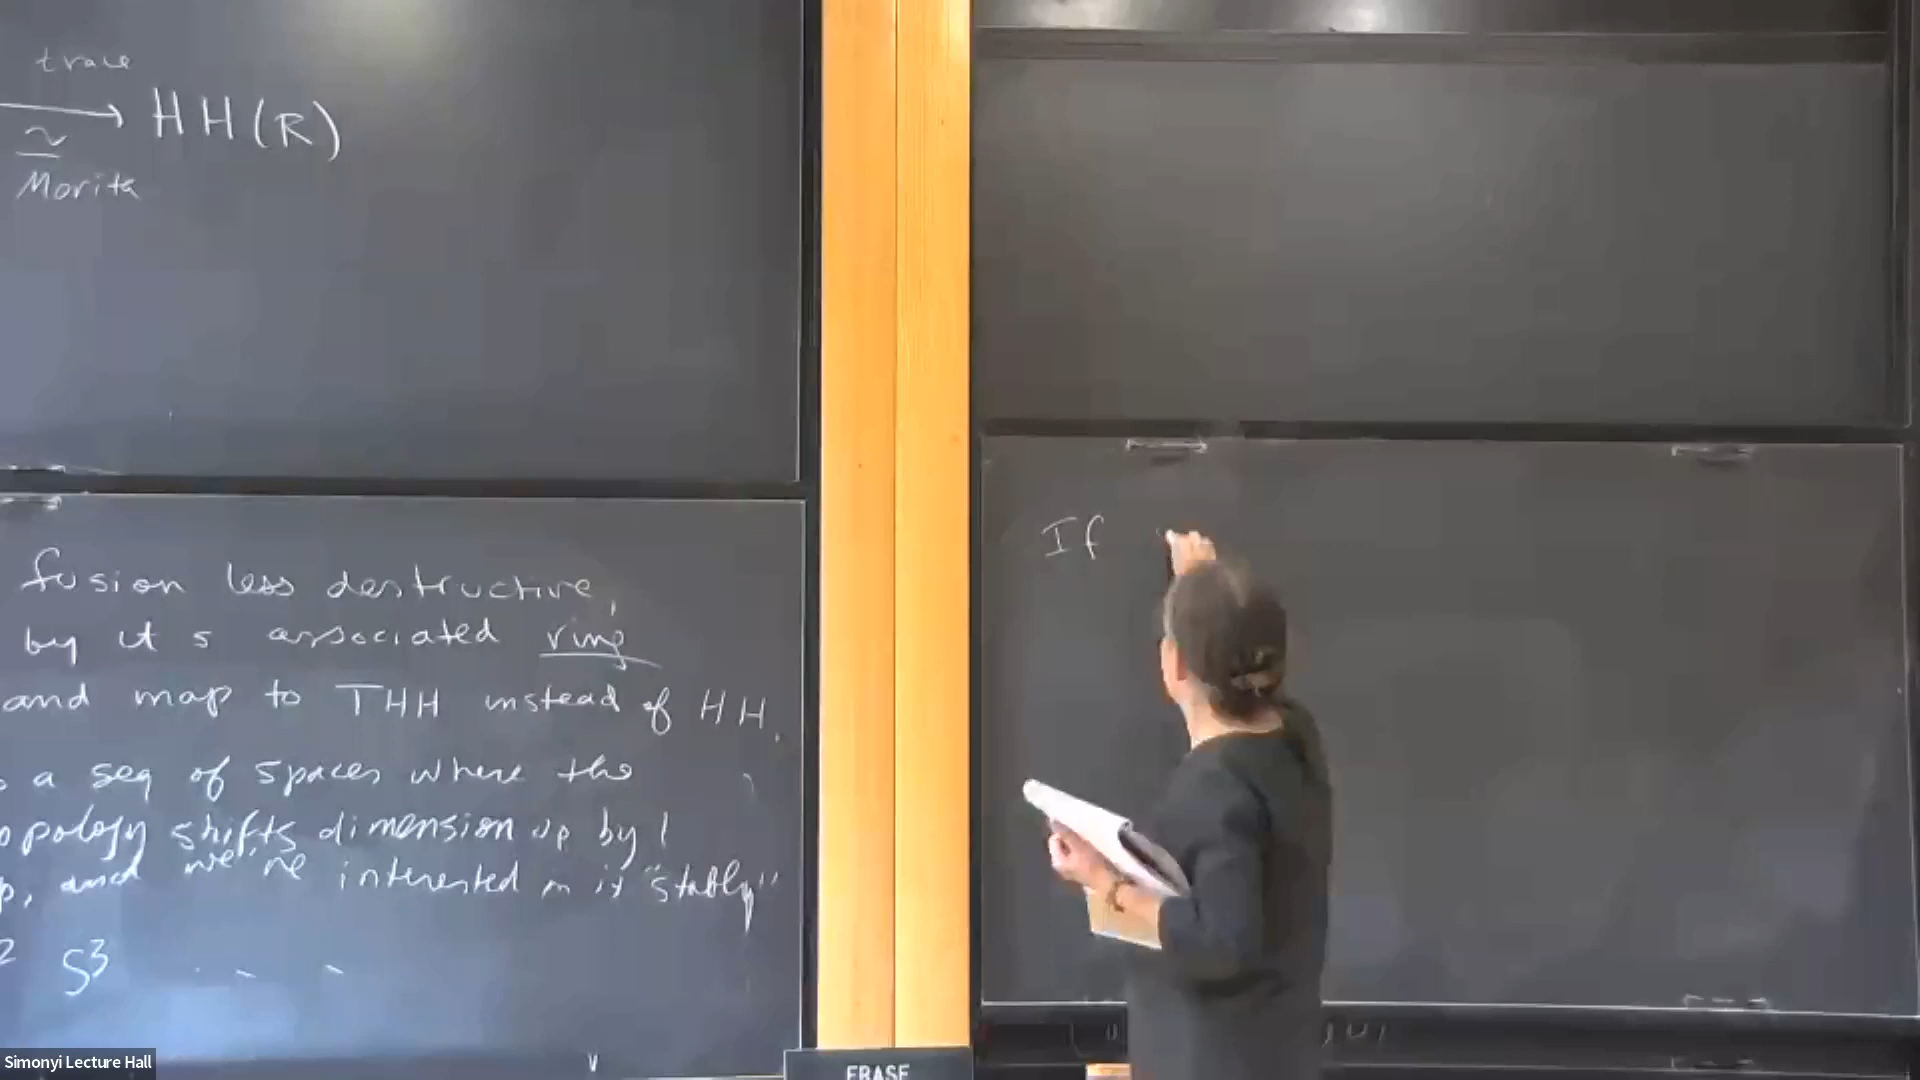 trace
→ HH(R)
≃
Morita
fusion less destructive,
by it s associated ring
and map to THH instead of HH.
a seq of spaces where the
opology shifts dimension up by 1
p, and we're interested in it "stably"
2 S3 . . .
If
ERASE
Simonyi Lecture Hall